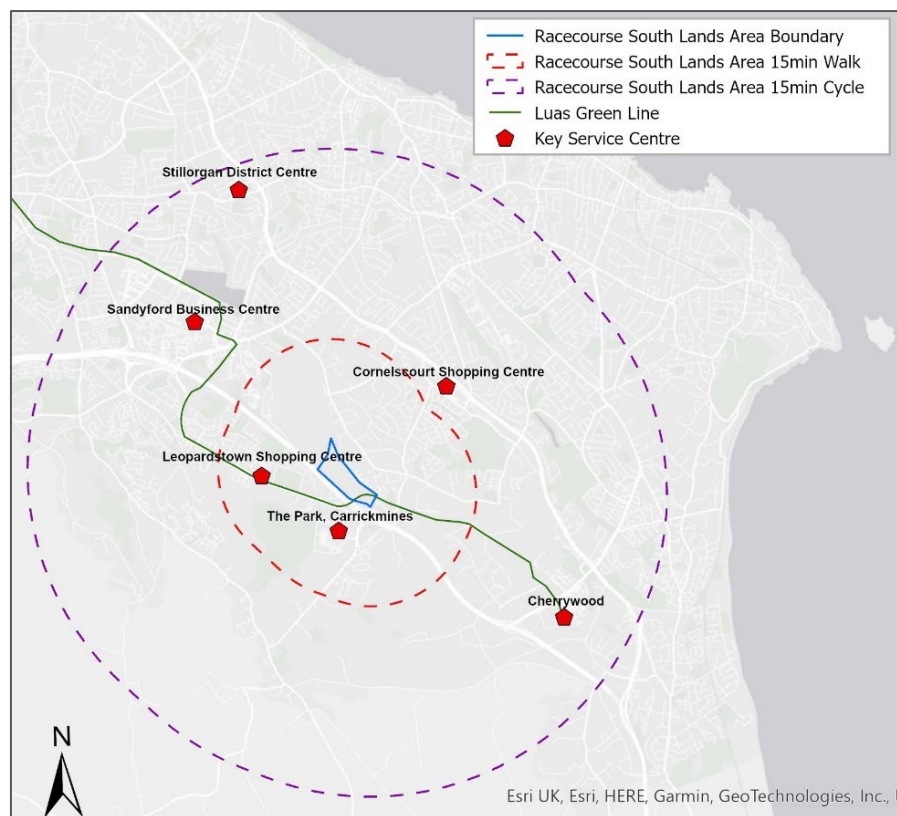 Racecourse South Lands Area Boundary
Racecourse South Lands Area 15min Walk
Racecourse South Lands Area 15min Cycle
Luas Green Line
Key Service Centre
Stillorgan District Centre
Sandyford Business Centre
Cornelscourt Shopping Centre
Leopardstown Shopping Centre
The Park, Carrickmines
Cherrywood
N
Esri UK, Esri, HERE, Garmin, GeoTechnologies, Inc.,